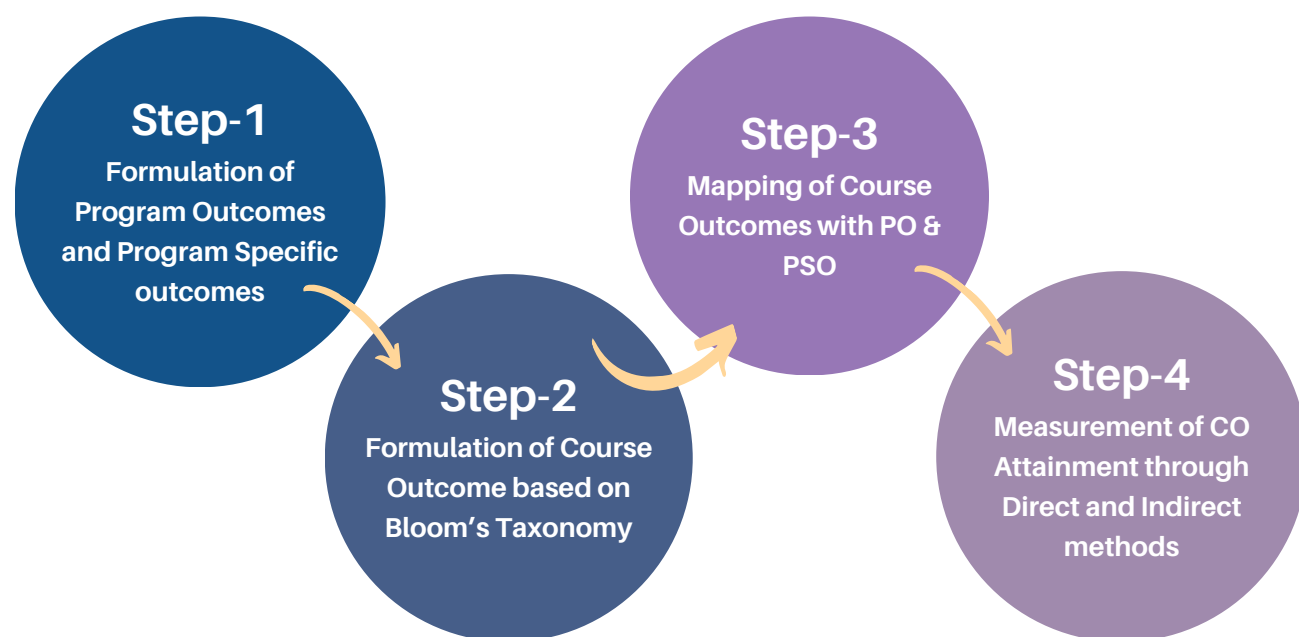 Step-1
Formulation of
Program Outcomes
and Program Specific
outcomes
Step-2
Formulation of Course
Outcome based on
Bloom’s Taxonomy
Step-3
Mapping of Course
Outcomes with PO &
PSO
Step-4
Measurement of CO
Attainment through
Direct and Indirect
methods